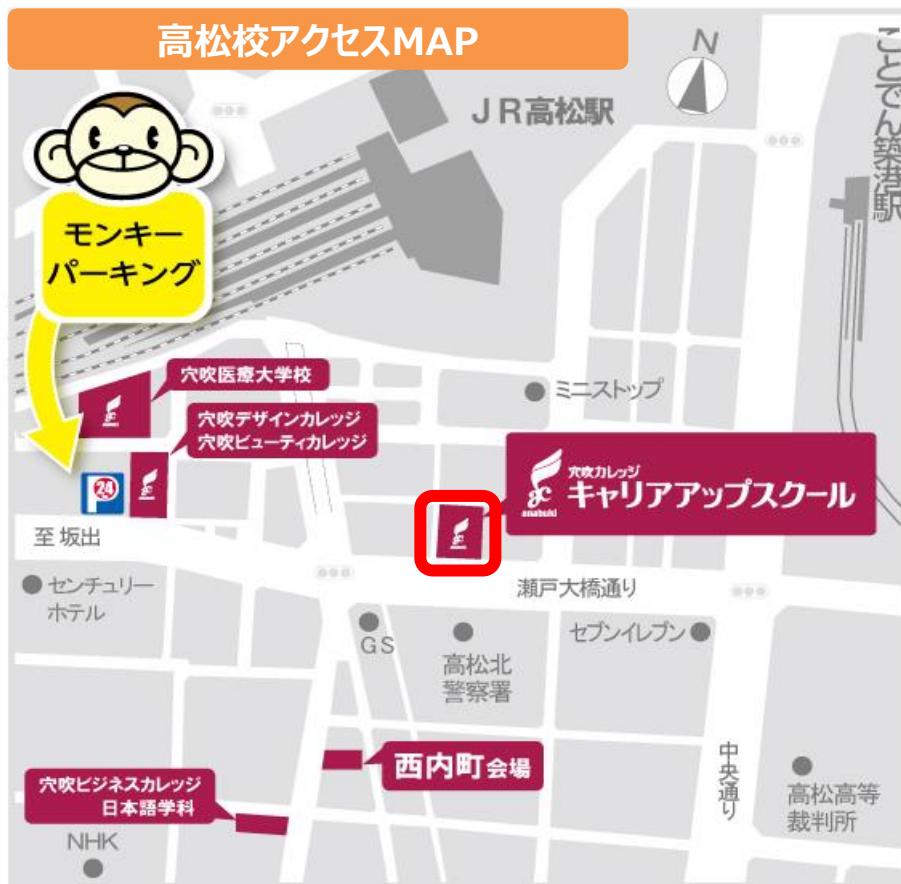 高松校アクセスMAP
N
JR高松駅
ことでん築港駅
モンキー
パーキング
穴吹医療大学校
ミニストップ
穴吹デザインカレッジ
穴吹ビューティカレッジ
24
P
穴吹カレッジ
キャリアアップスクール
anabuki
至 坂出
瀬戸大橋通り
センチュリー
ホテル
GS
セブンイレブン
高松北
警察署
西内町会場
中央通り
穴吹ビジネスカレッジ
日本語学科
高松高等
裁判所
NHK